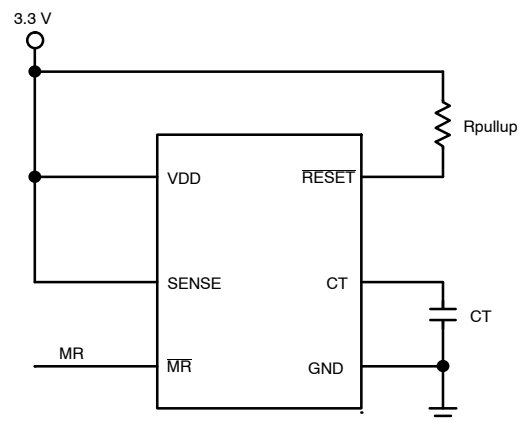 3.3 V
Rpullup
VDD
RESET
SENSE
CT
CT
MR
MR
GND